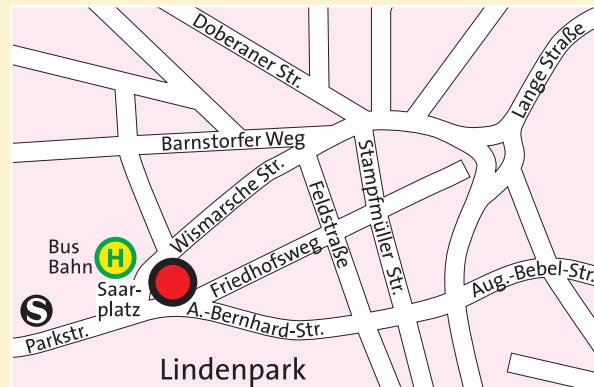 Doberaner Str.
Lange Straße
Barnstorfer Weg
Wismarsche Str.
Stampfmüller Str.
Feldstraße
Friedhofsweg
Bus
Bahn
H
Saar-
platz
S
Parkstr.
A.-Bernhard-Str.
Aug.-Bebel-Str.
Lindenpark